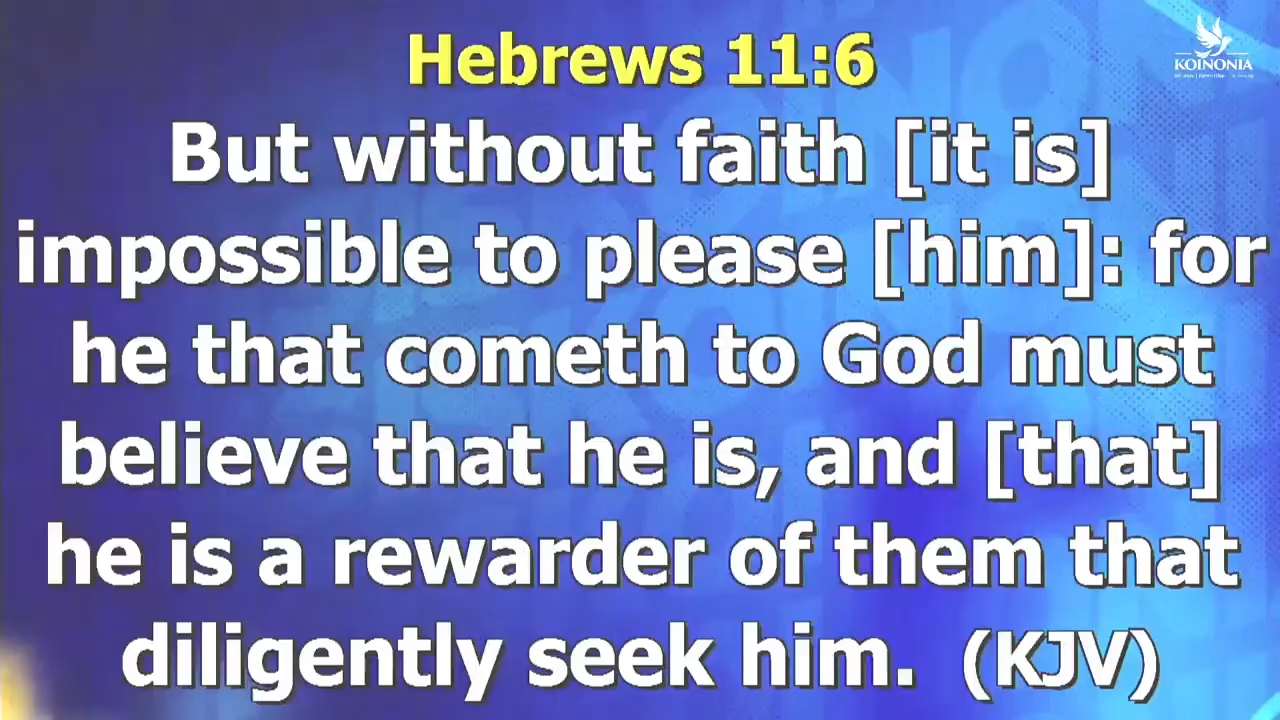 Hebrews 11:6
KOINONIA
But without faith [it is]
impossible to please [him]: for
he that cometh to God must
believe that he is, and [that]
he is a rewarder of them that
diligently seek him. (KJV)